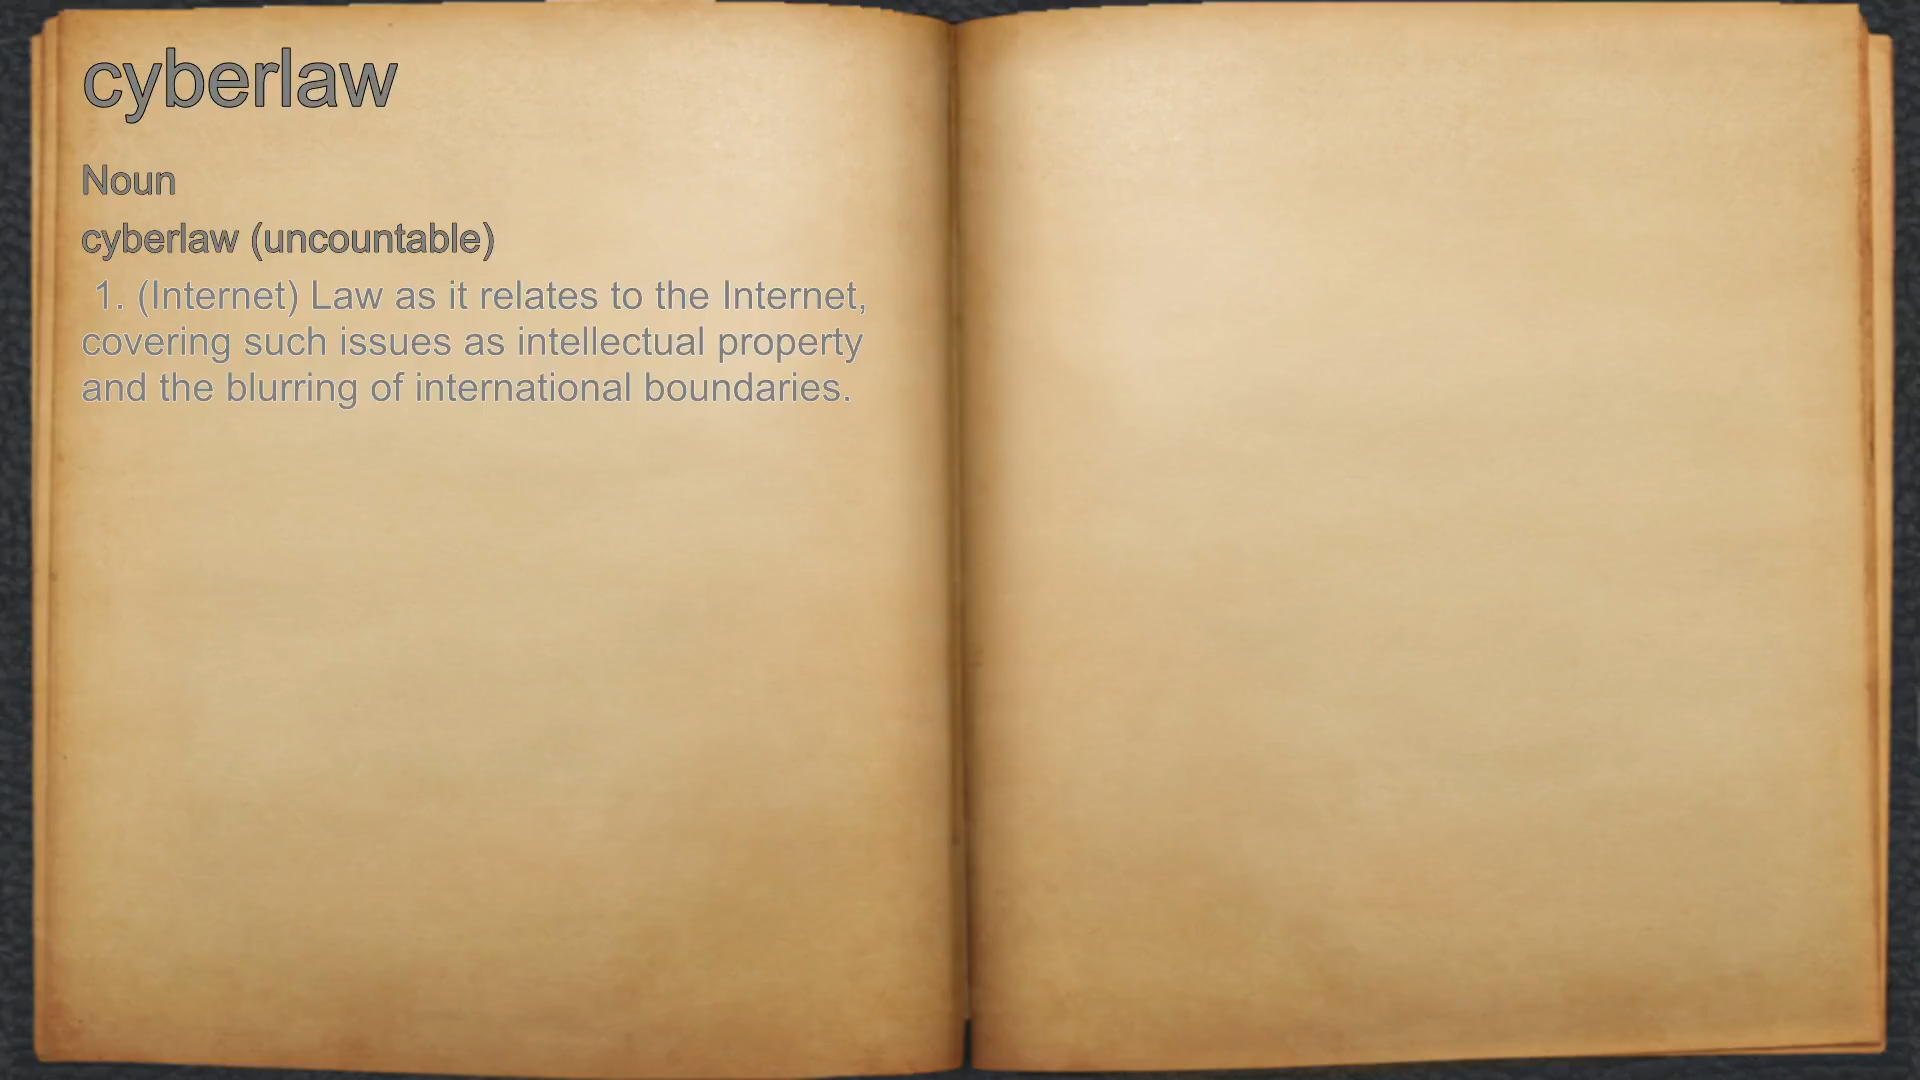 cyberlaw
Noun
cyberlaw (uncountable)
1. (Internet) Law as it relates to the Internet,
covering such issues as intellectual property
and the blurring of international boundaries.